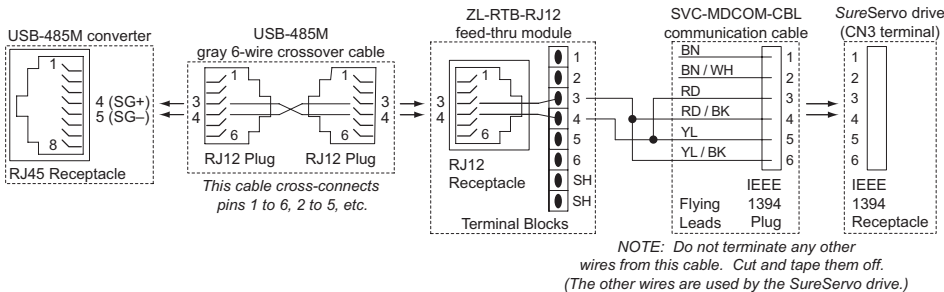 USB-485M converter
1
8
4 (SG+)
5 (SG–)
RJ45 Receptacle
USB-485M
gray 6-wire crossover cable
3
4
1
6
1
6
3
4
RJ12 Plug
RJ12 Plug
This cable cross-connects
pins 1 to 6, 2 to 5, etc.
ZL-RTB-RJ12
feed-thru module
3
4
1
6
RJ12
Receptacle
1
2
3
4
5
6
SH
SH
Terminal Blocks
SVC-MDCOM-CBL
communication cable
BN
BN / WH
RD
RD / BK
YL
YL / BK
1
2
3
4
5
6
Flying
Leads
IEEE
1394
Plug
SureServo drive
(CN3 terminal)
1
2
3
4
5
6
IEEE
1394
Receptacle
NOTE: Do not terminate any other
wires from this cable. Cut and tape them off.
(The other wires are used by the SureServo drive.)